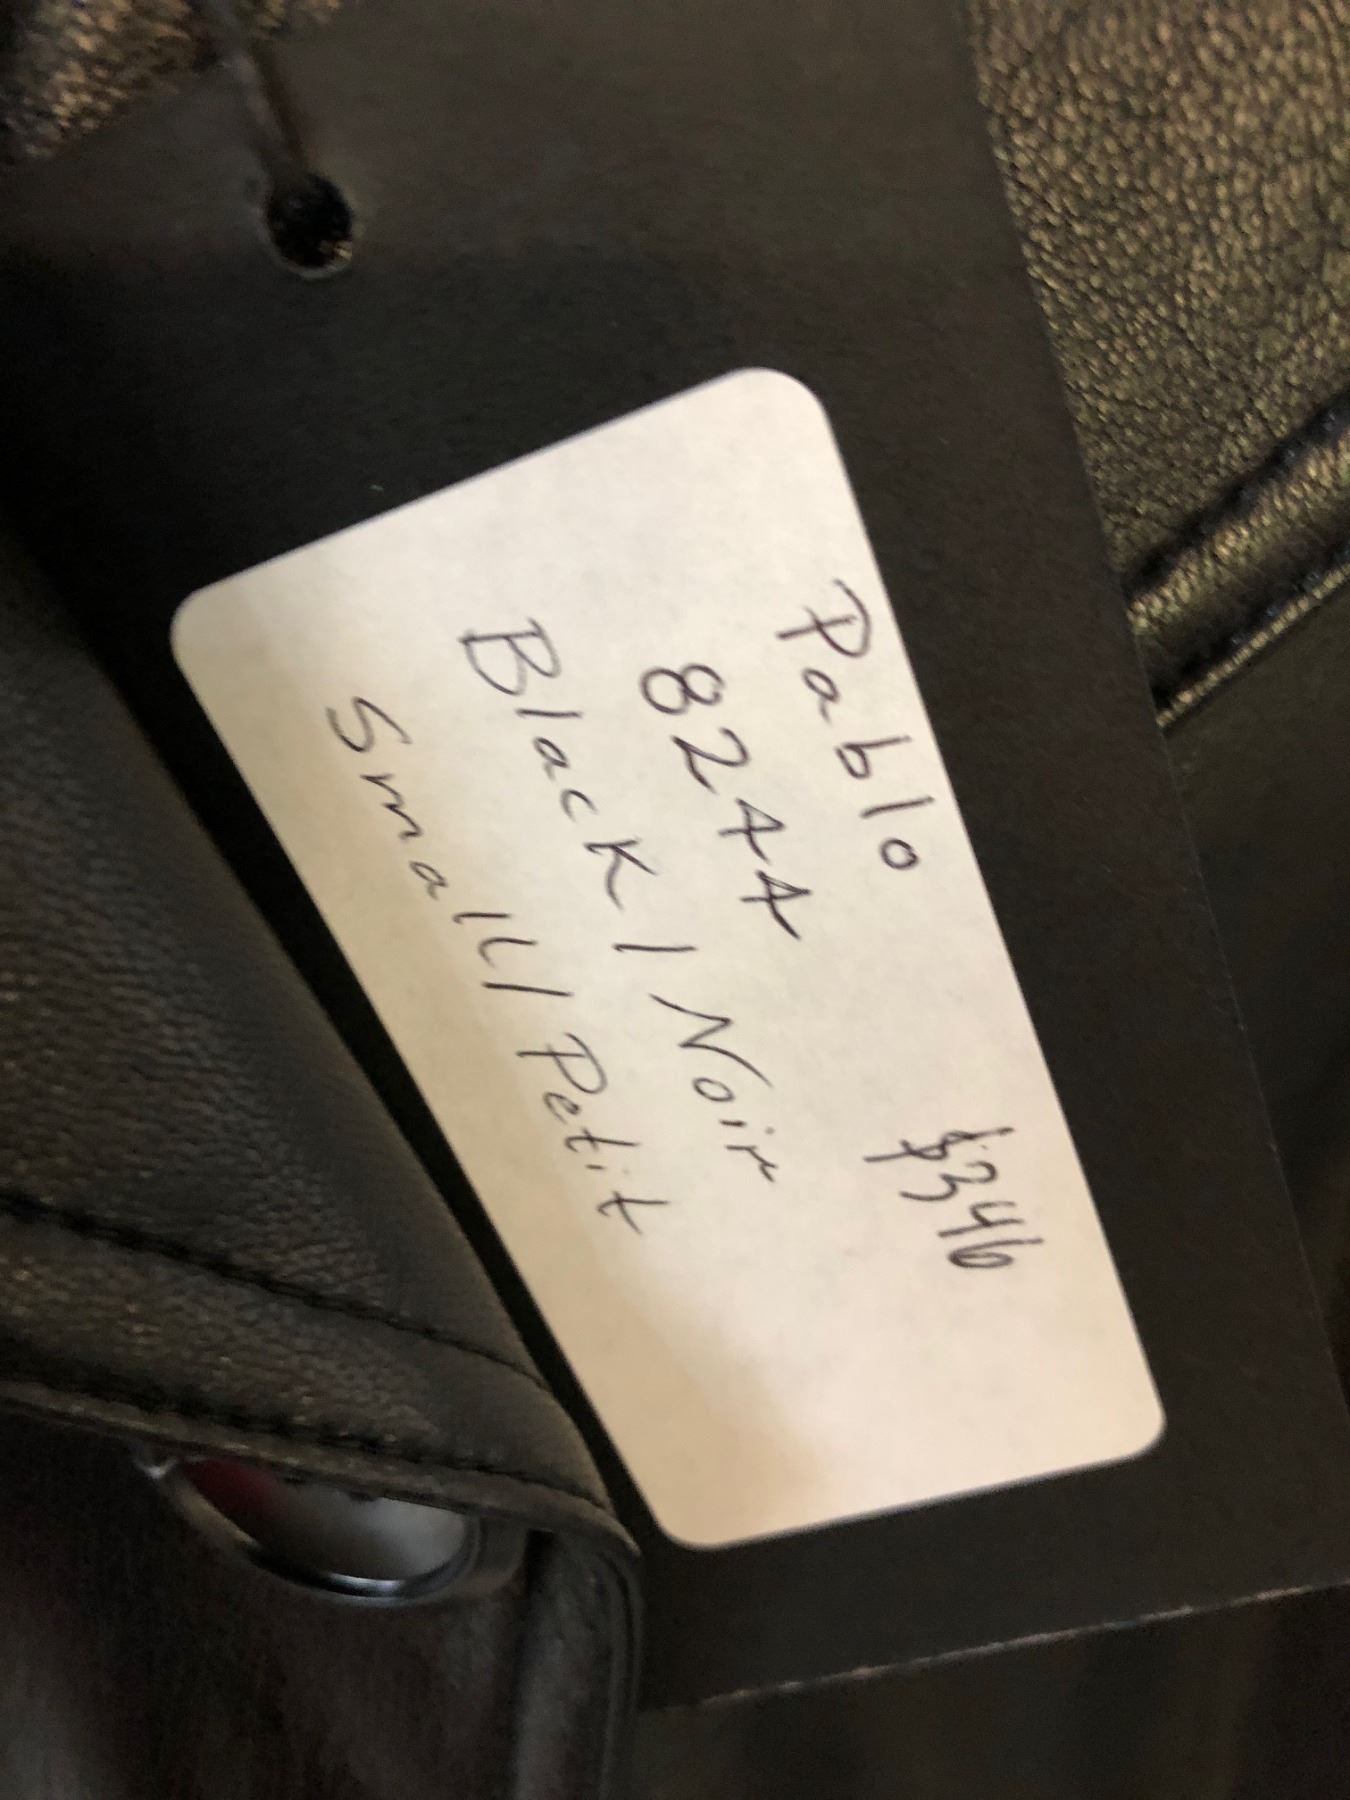 Pablo $346
8244
Black / Noir
Small / Petit